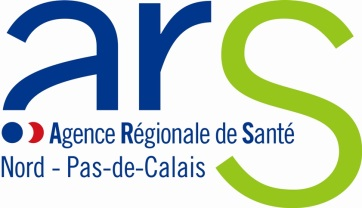 arS
Agence Régionale de Santé
Nord - Pas-de-Calais